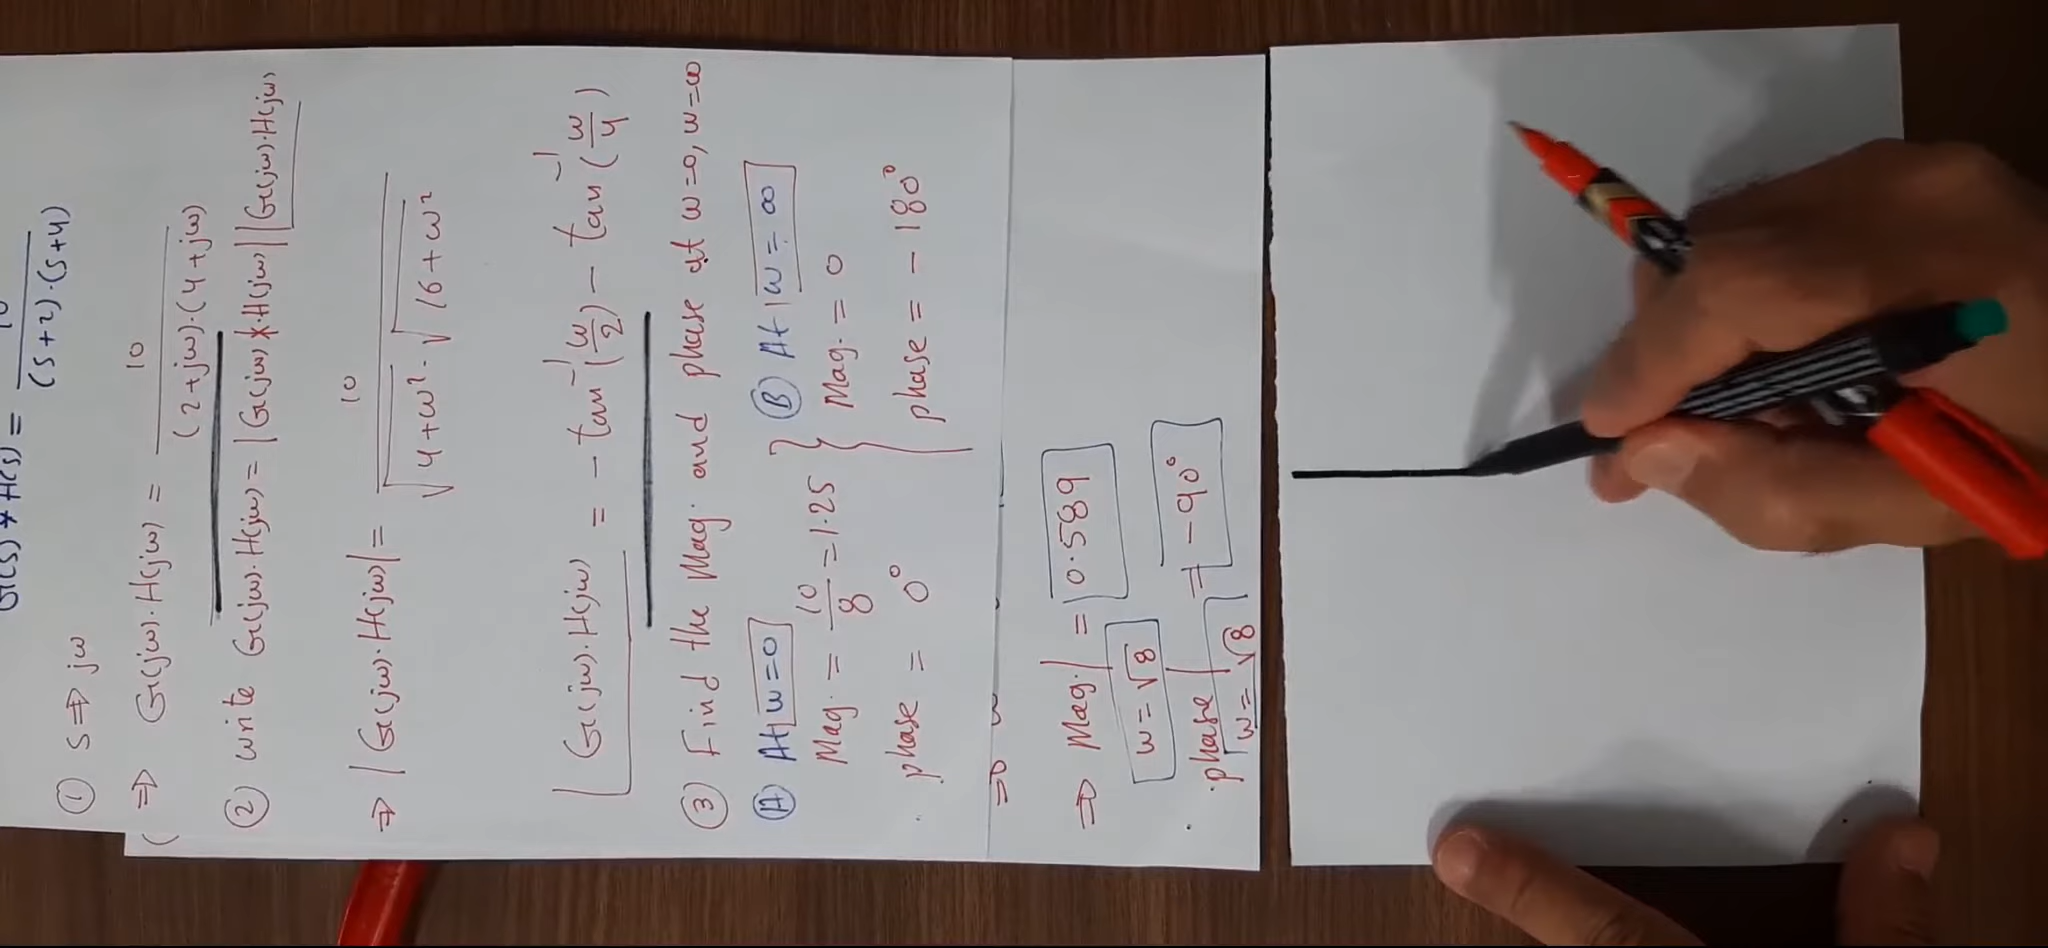 G(s) * H(s) = 10 / (s+2)·(s+4)
① s ⇒ jω
⇒ G(jω)·H(jω) = 10 / (2+jω)·(4+jω)
② write G(jω)·H(jω) = |G(jω)*·H(jω)| ∠G(jω)·H(jω)
⇒ |G(jω)·H(jω)| = 10 / √4+ω² · √16+ω²
∠G(jω)·H(jω) = - tan⁻¹(ω/2) - tan⁻¹(ω/4)
③ Find the Mag. and phase at ω=0, ω=∞
Ⓐ At ω=0
Mag. = 10/8 = 1.25
phase = 0°
Ⓑ At ω=∞
Mag. = 0
phase = -180°
⇒ Mag.| ω=√8 = 0.589
phase| ω=√8 = -90°